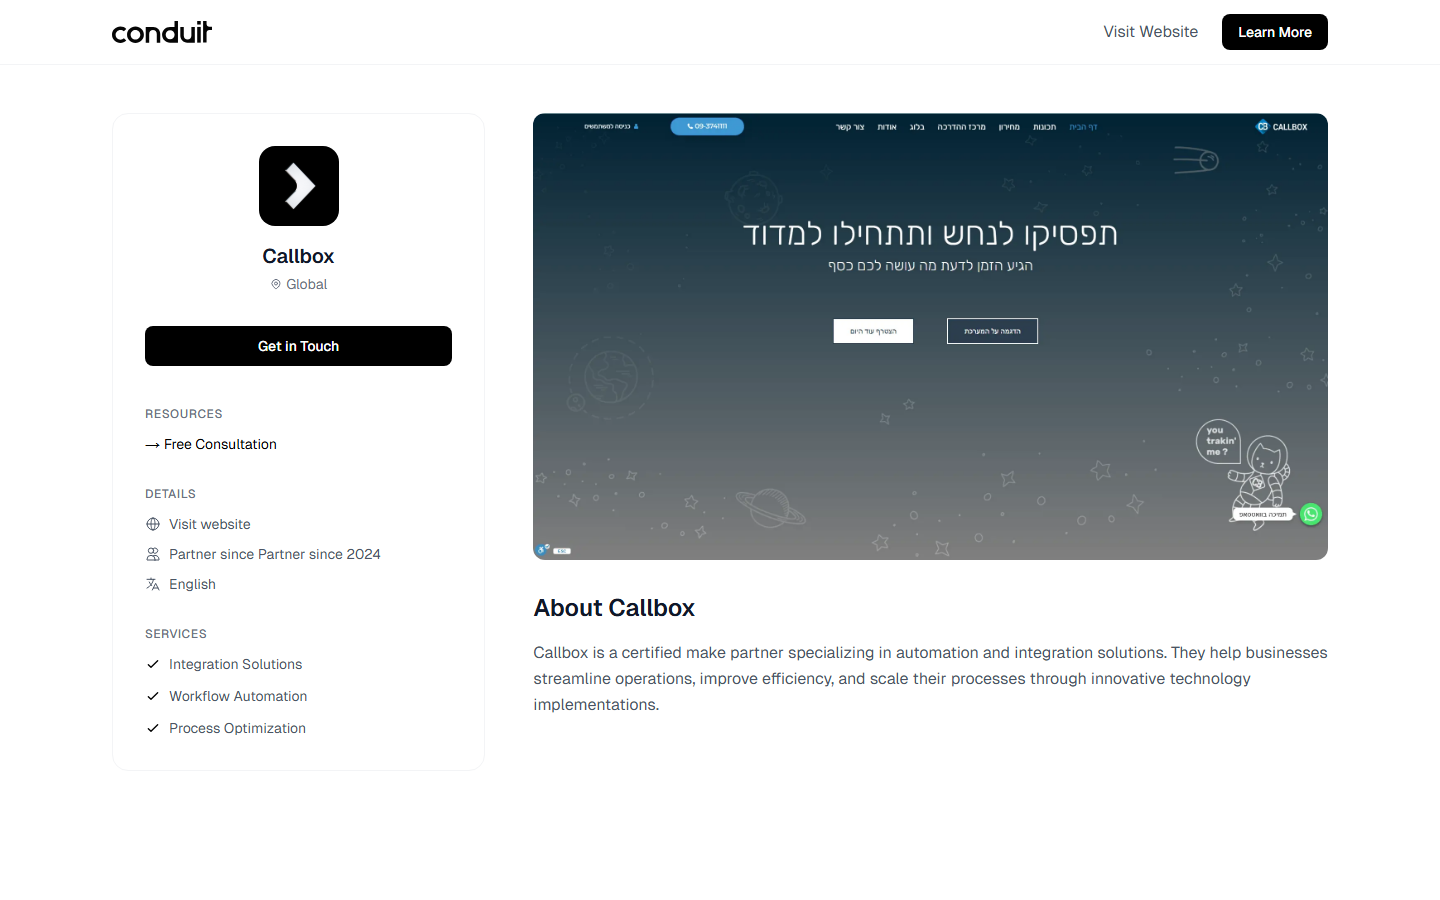 conduit
Visit Website
Learn More
Callbox
Global
Get in Touch
RESOURCES
→ Free Consultation
DETAILS
Visit website
Partner since Partner since 2024
English
SERVICES
Integration Solutions
Workflow Automation
Process Optimization
CALLBOX
דף הבית תכונות מחירון מרכז ההדרכה בלוג אודות צור קשר
09-3741111
כניסה למשתמשים
תפסיקו לנחש ותתחילו למדוד
הגיע הזמן לדעת מה עושה לכם כסף
הדגמה על המערכת
הצטרף עוד היום
you
trakin'
me ?
תמיכה בוואטסאפ
About Callbox
Callbox is a certified make partner specializing in automation and integration solutions. They help businesses
streamline operations, improve efficiency, and scale their processes through innovative technology
implementations.